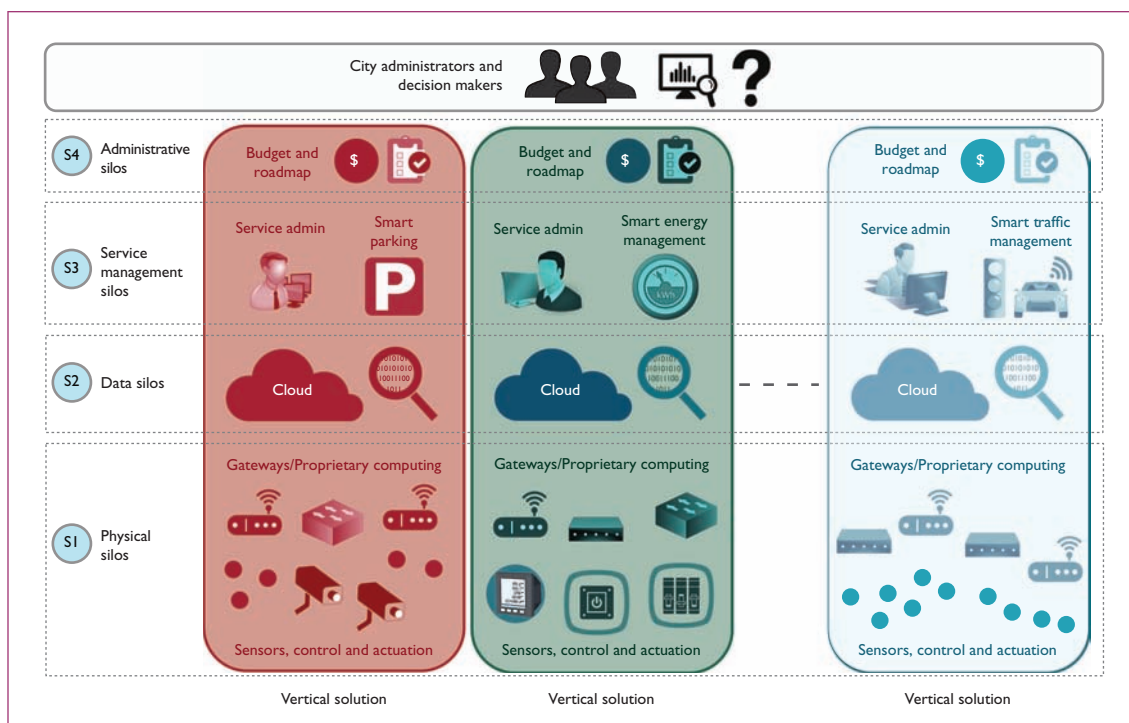 City administrators and
decision makers
S4
Administrative
silos
Budget and
roadmap
$
Budget and
roadmap
$
Budget and
roadmap
$
S3
Service
management
silos
Service admin
Smart
parking
P
Service admin
Smart energy
management
kWh
Service admin
Smart traffic
management
S2
Data silos
Cloud
Cloud
Cloud
S1
Physical
silos
Gateways/Proprietary computing
Gateways/Proprietary computing
Gateways/Proprietary computing
Sensors, control and actuation
Sensors, control and actuation
Sensors, control and actuation
Vertical solution
Vertical solution
Vertical solution